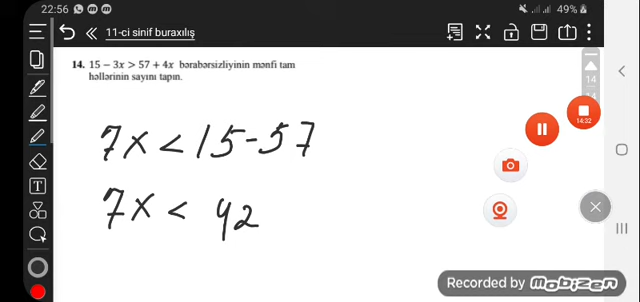 22:56 49%
11-ci sinif buraxılış
14. 15 − 3x > 57 + 4x bərabərsizliyinin mənfi tam
həllərinin sayını tapın.
7x < 15-57
7x < 42
14
14:32
T
Recorded by mobizen